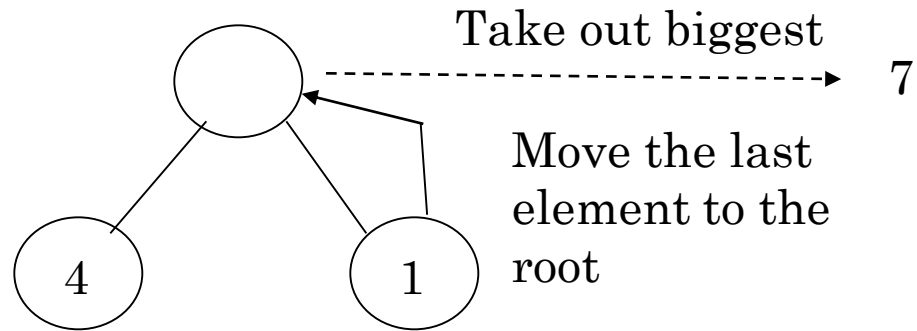 Take out biggest
7
Move the last
element to the
root
4
1